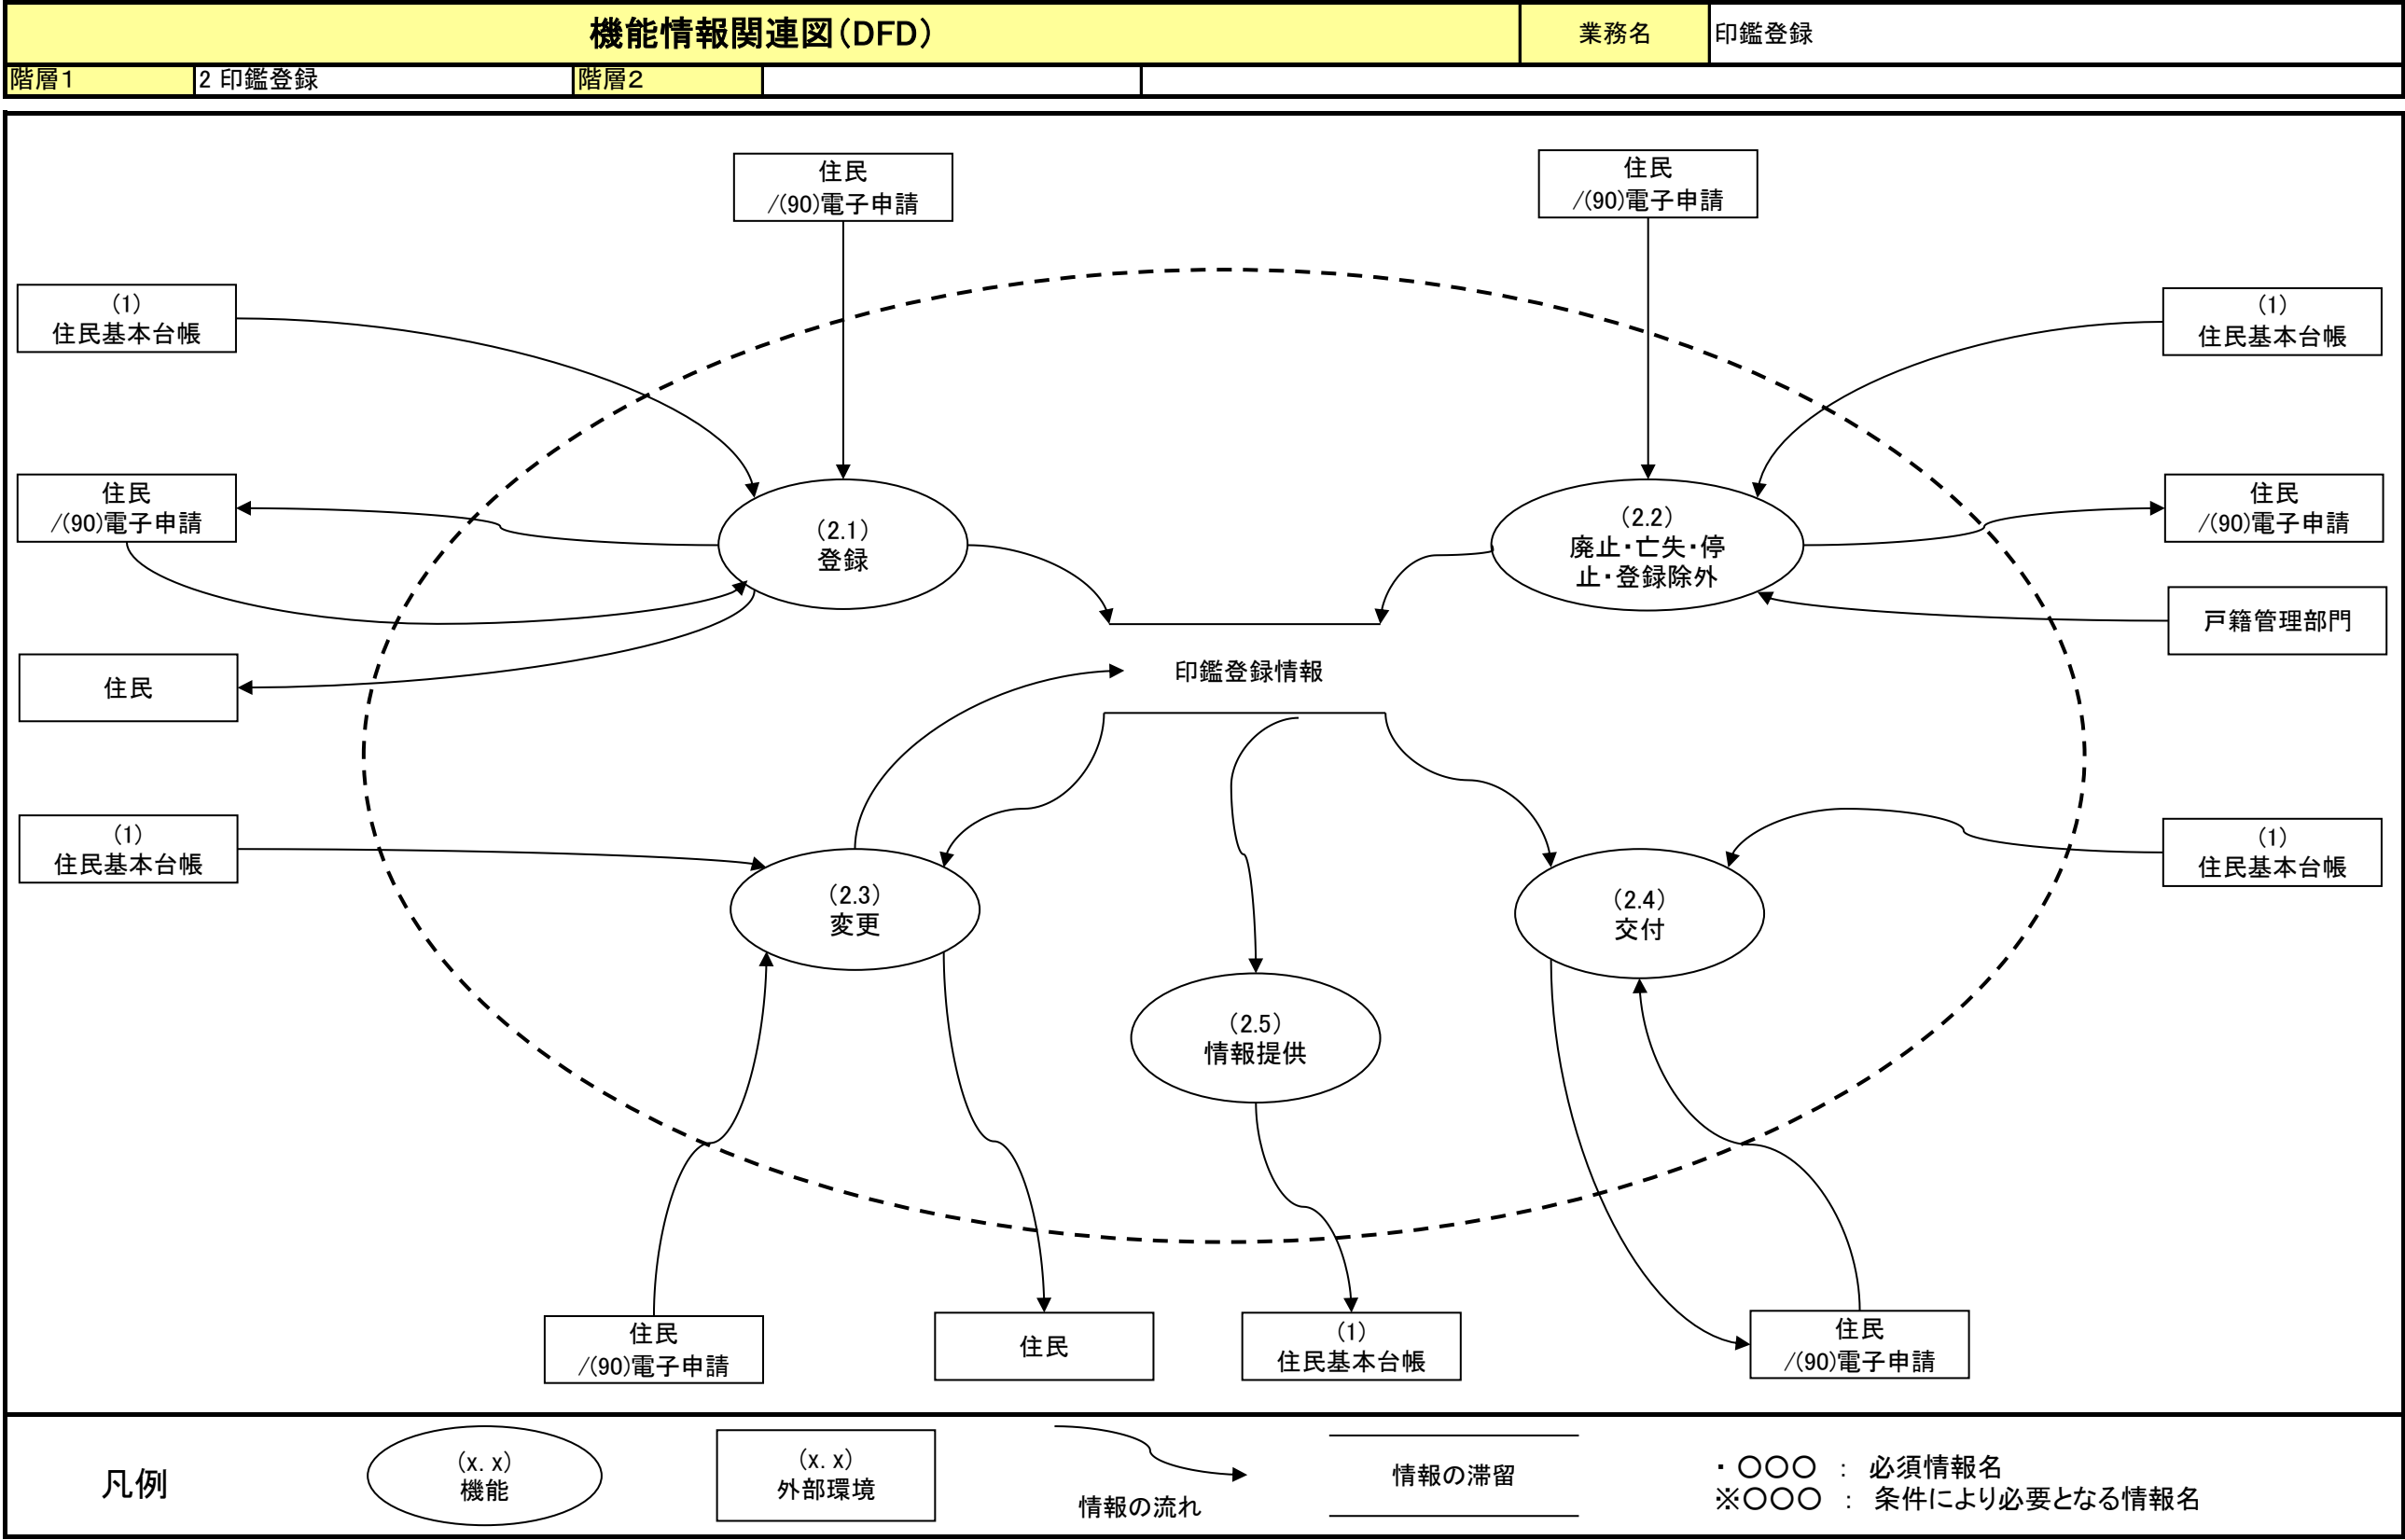 機能情報関連図（DFD）
業務名
印鑑登録
階層１
2 印鑑登録
階層２
住民
/(90)電子申請
住民
/(90)電子申請
（1）
住民基本台帳
（1）
住民基本台帳
住民
/(90)電子申請
（2.1）
登録
（2.2）
廃止・亡失・停
止・登録除外
住民
/(90)電子申請
戸籍管理部門
住民
印鑑登録情報
（1）
住民基本台帳
（2.3）
変更
（2.4）
交付
（1）
住民基本台帳
（2.5）
情報提供
住民
/(90)電子申請
住民
（1）
住民基本台帳
住民
/(90)電子申請
凡例
（x．x）
機能
（x．x）
外部環境
情報の流れ
情報の滞留
・ ○○○ ： 必須情報名
※○○○ ： 条件により必要となる情報名